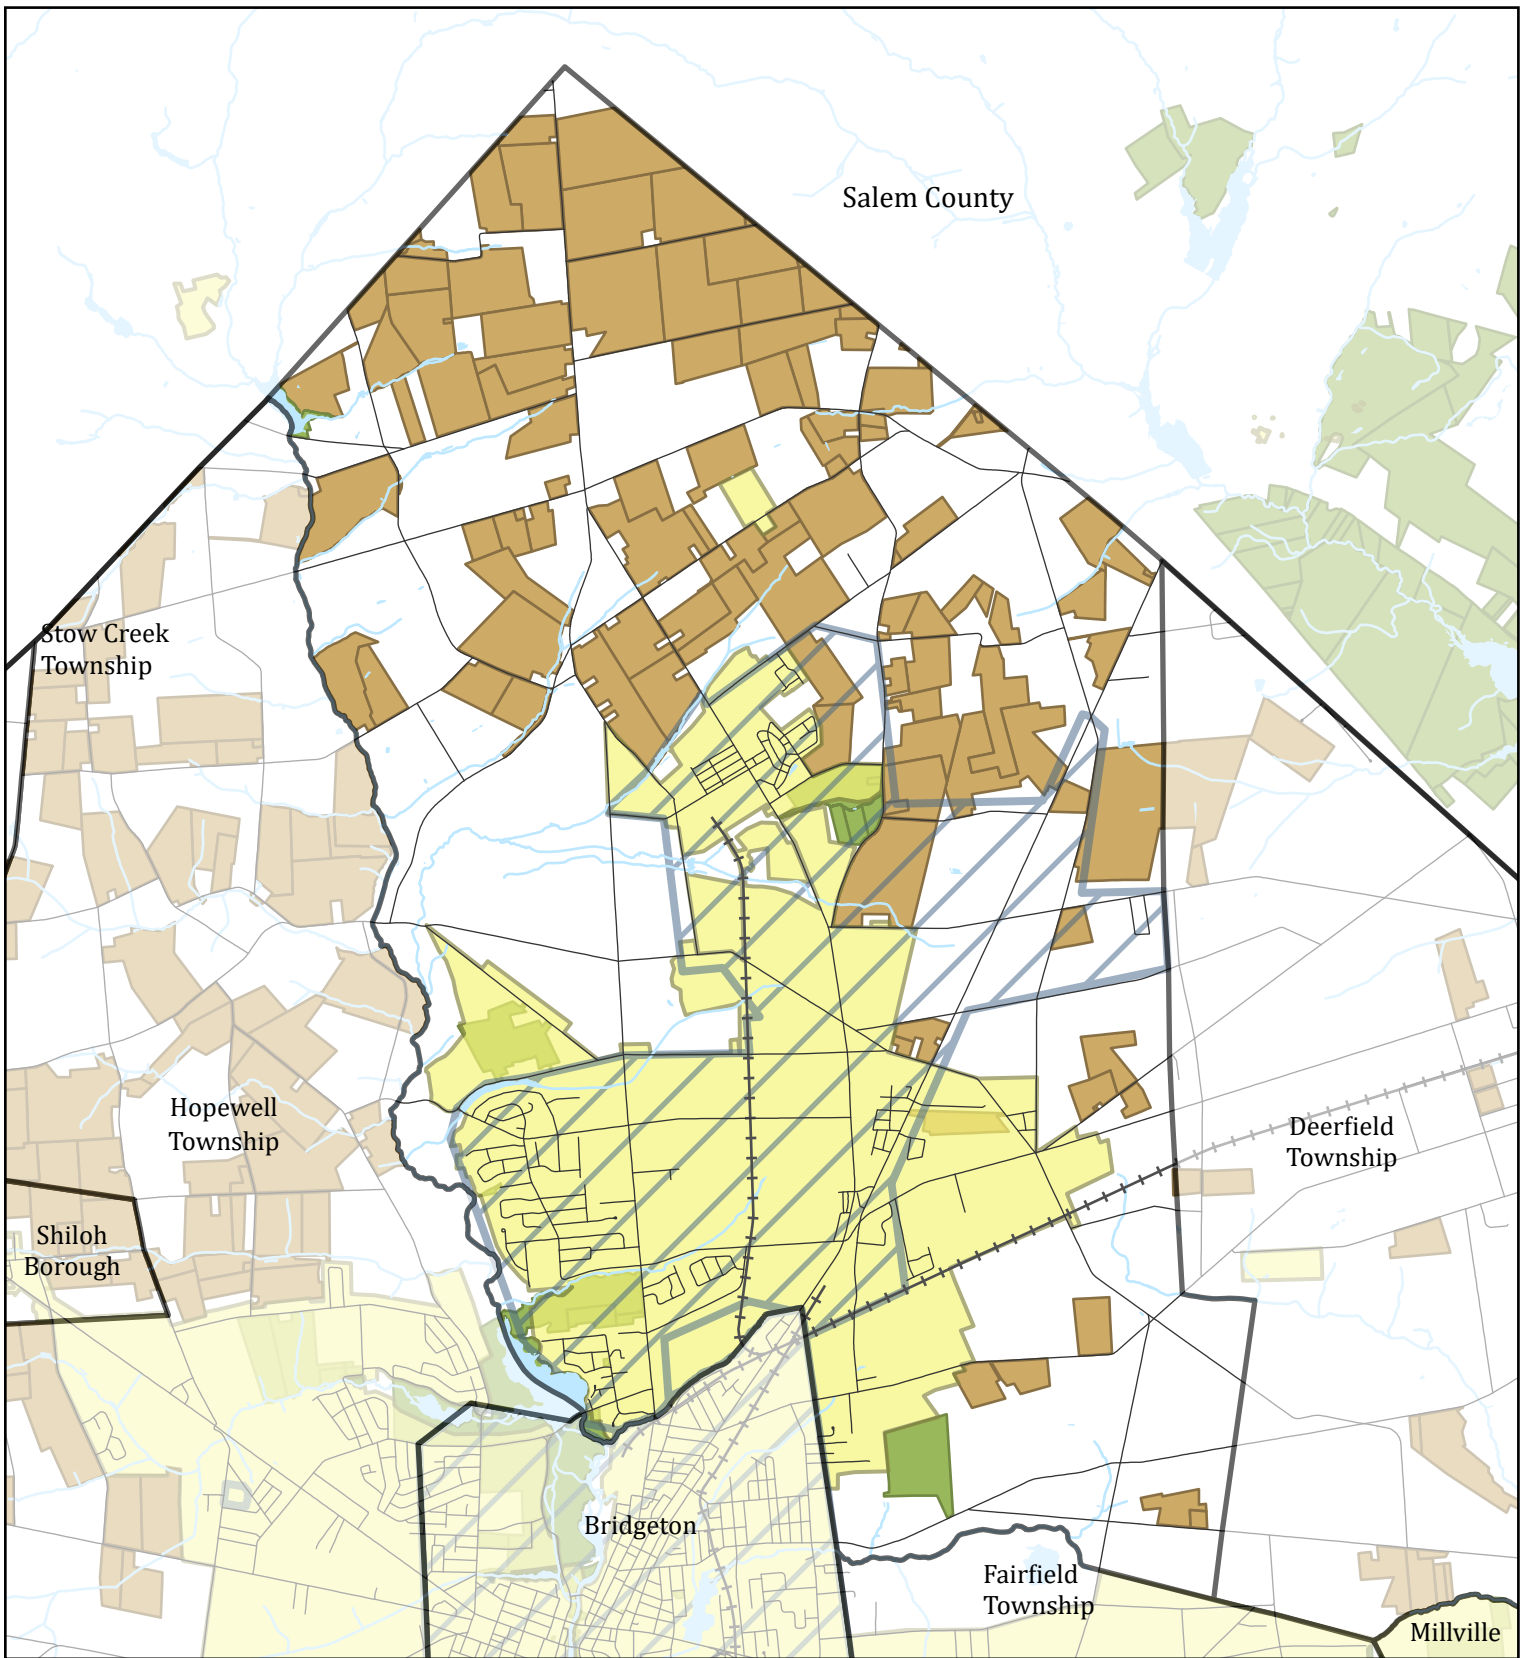 Salem County
Stow Creek
Township
Hopewell
Township
Deerfield
Township
Shiloh
Borough
Bridgeton
Fairfield
Township
Millville